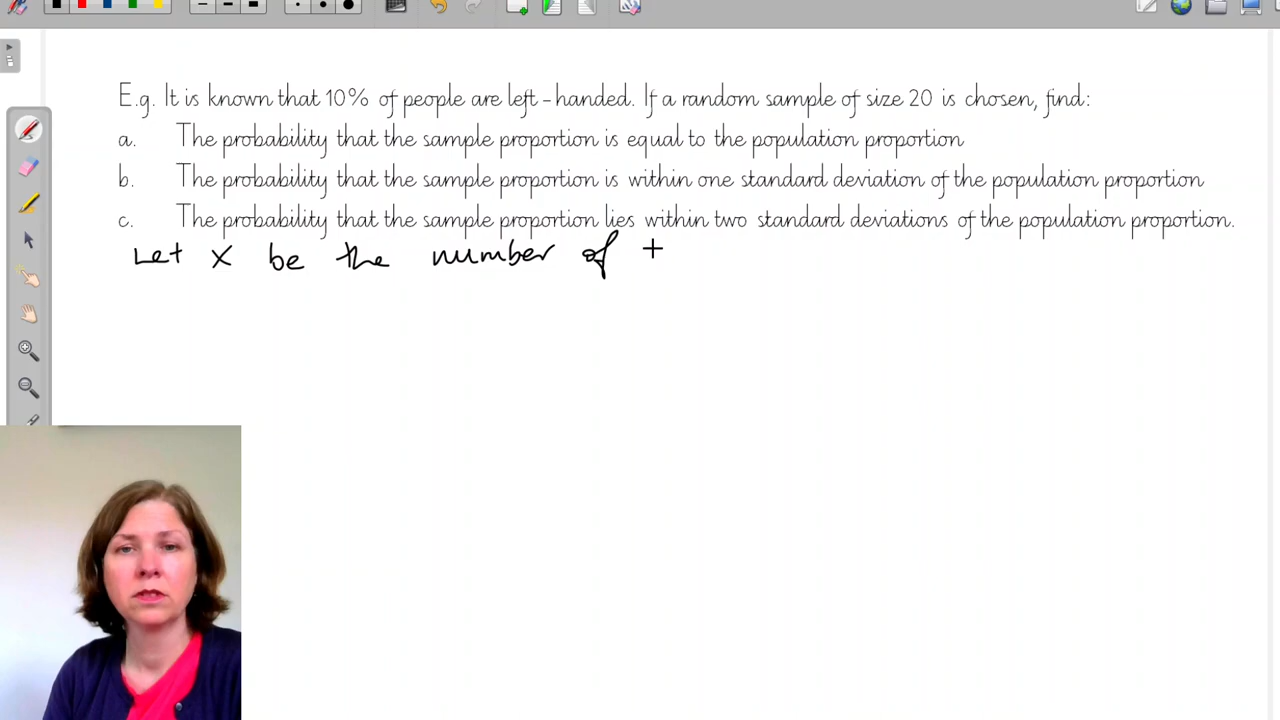 E.g. It is known that 10% of people are left-handed. If a random sample of size 20 is chosen, find:
a. The probability that the sample proportion is equal to the population proportion
b. The probability that the sample proportion is within one standard deviation of the population proportion
c. The probability that the sample proportion lies within two standard deviations of the population proportion.
Let X be the number of t